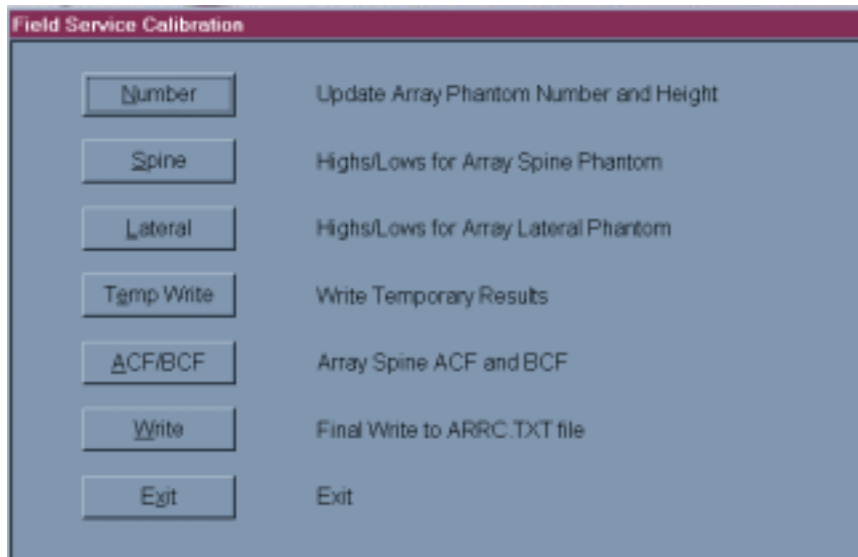 Field Service Calibration
Number Update Array Phantom Number and Height
Spine Highs/Lows for Array Spine Phantom
Lateral Highs/Lows for Array Lateral Phantom
Temp Write Write Temporary Results
ACF/BCF Array Spine ACF and BCF
Write Final Write to ARRC.TXT file
Exit Exit